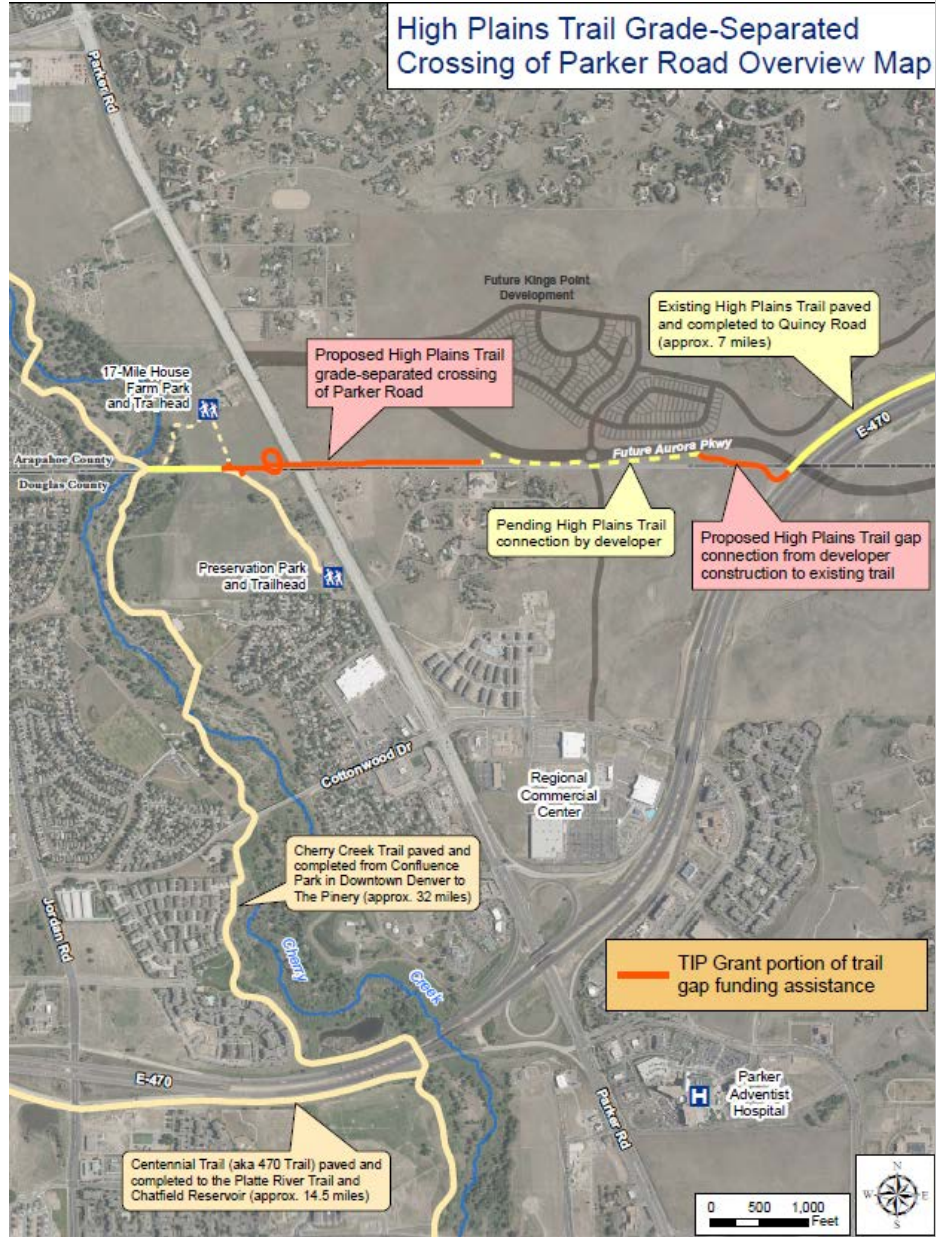 High Plains Trail Grade-Separated
Crossing of Parker Road Overview Map
Parker Rd
Future Kings Point
Development
Existing High Plains Trail paved
and completed to Quincy Road
(approx. 7 miles)
Proposed High Plains Trail
grade-separated crossing
of Parker Road
17-Mile House
Farm Park
and Trailhead
E-470
Future Aurora Pkwy
Arapahoe County
Douglas County
Pending High Plains Trail
connection by developer
Proposed High Plains Trail gap
connection from developer
construction to existing trail
Preservation Park
and Trailhead
Cottonwood Dr
Regional
Commercial
Center
Cherry Creek Trail paved and
completed from Confluence
Park in Downtown Denver to
The Pinery (approx. 32 miles)
Jordan Rd
Cherry
Creek
TIP Grant portion of trail
gap funding assistance
E-470
H
Parker
Adventist
Hospital
Parker Rd
Centennial Trail (aka 470 Trail) paved and
completed to the Platte River Trail and
Chatfield Reservoir (approx. 14.5 miles)
0 500 1,000
Feet
N
W E
S